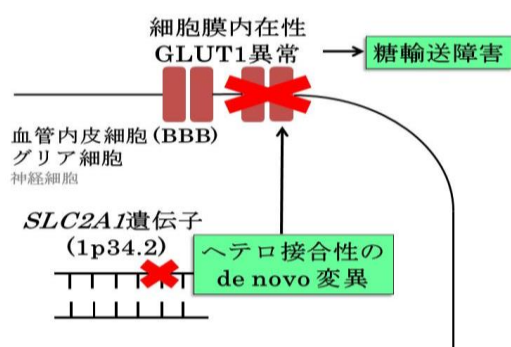 細胞膜内在性
GLUT1異常
糖輸送障害
血管内皮細胞(BBB)
グリア細胞
神経細胞
SLC2A1遺伝子
(1p34.2)
ヘテロ接合性の
de novo 変異